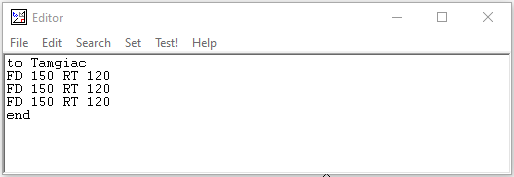 Editor
File Edit Search Set Test! Help
to Tamgiac
FD 150 RT 120
FD 150 RT 120
FD 150 RT 120
end